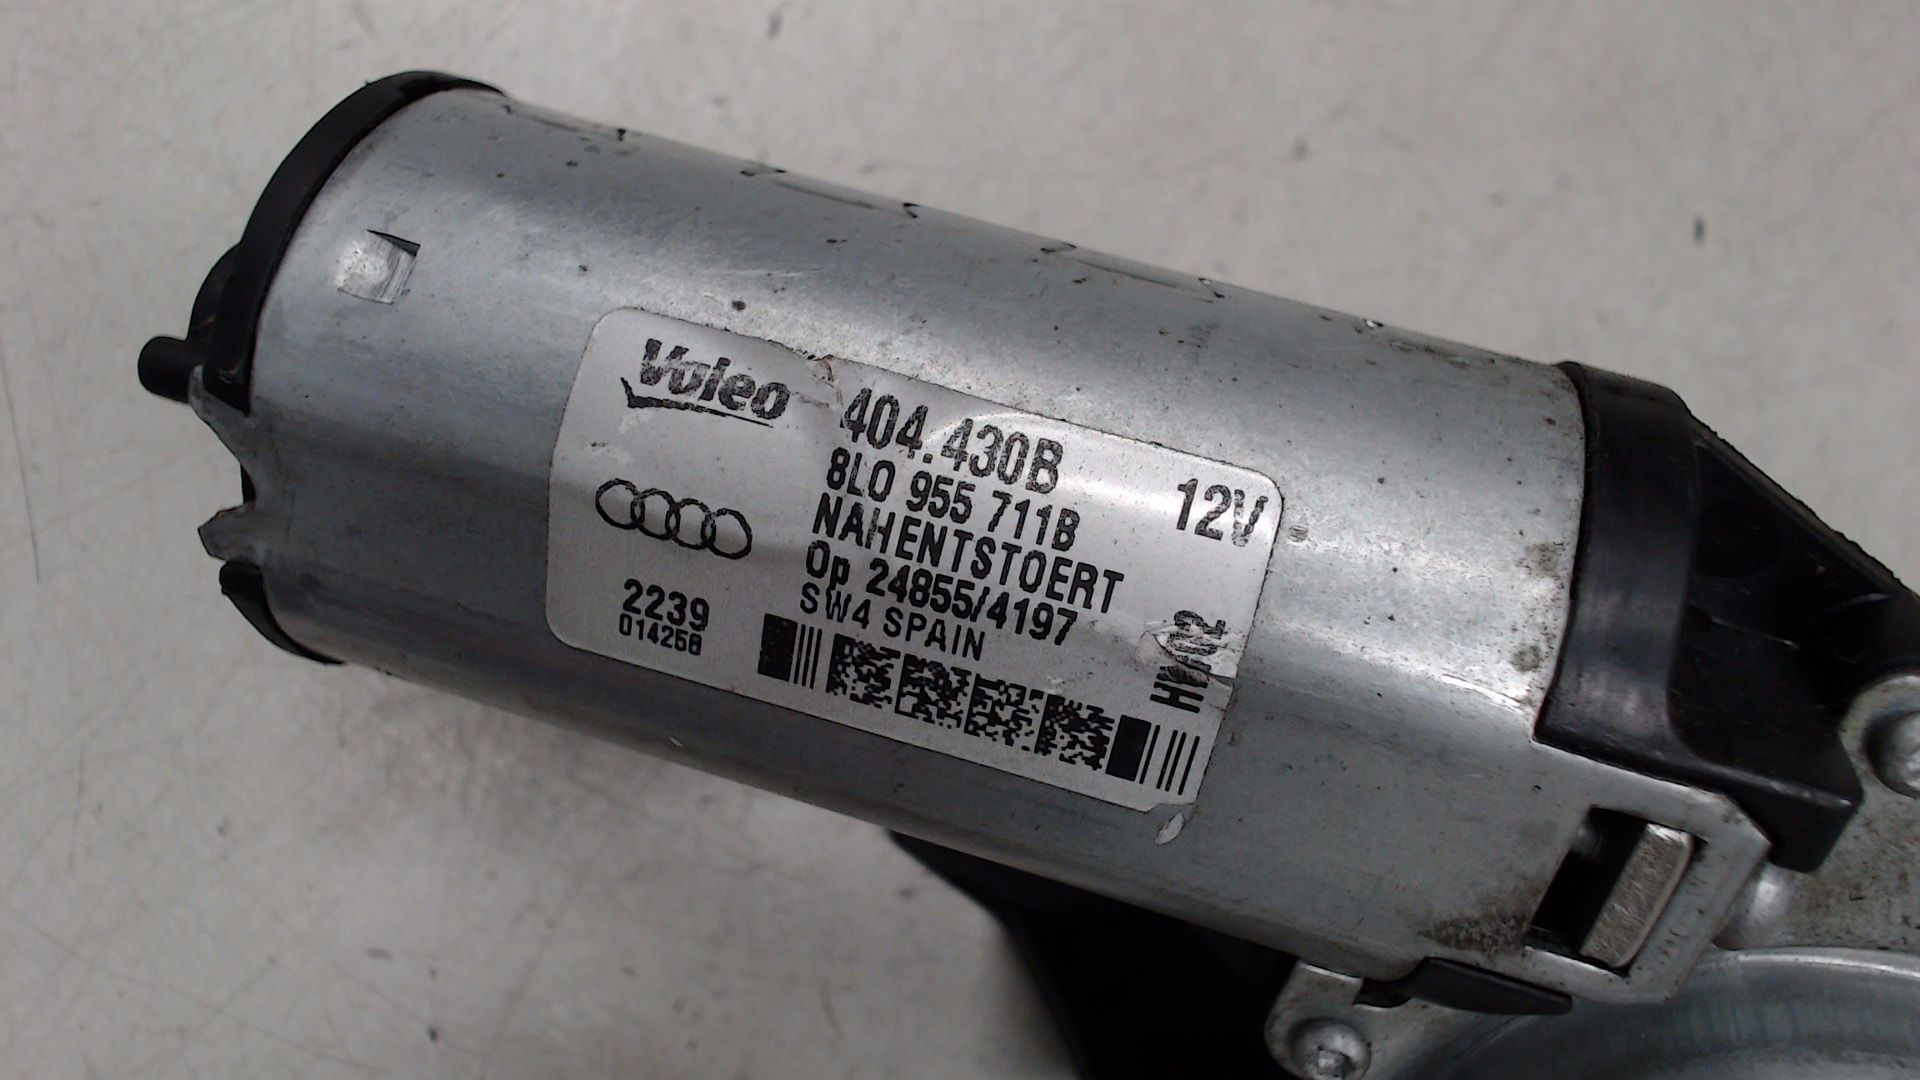 Valeo
404.430B
8L0 955 711B
12V
NAHENTSTOERT
Op 24855/4197
SW4 SPAIN
2239
014258